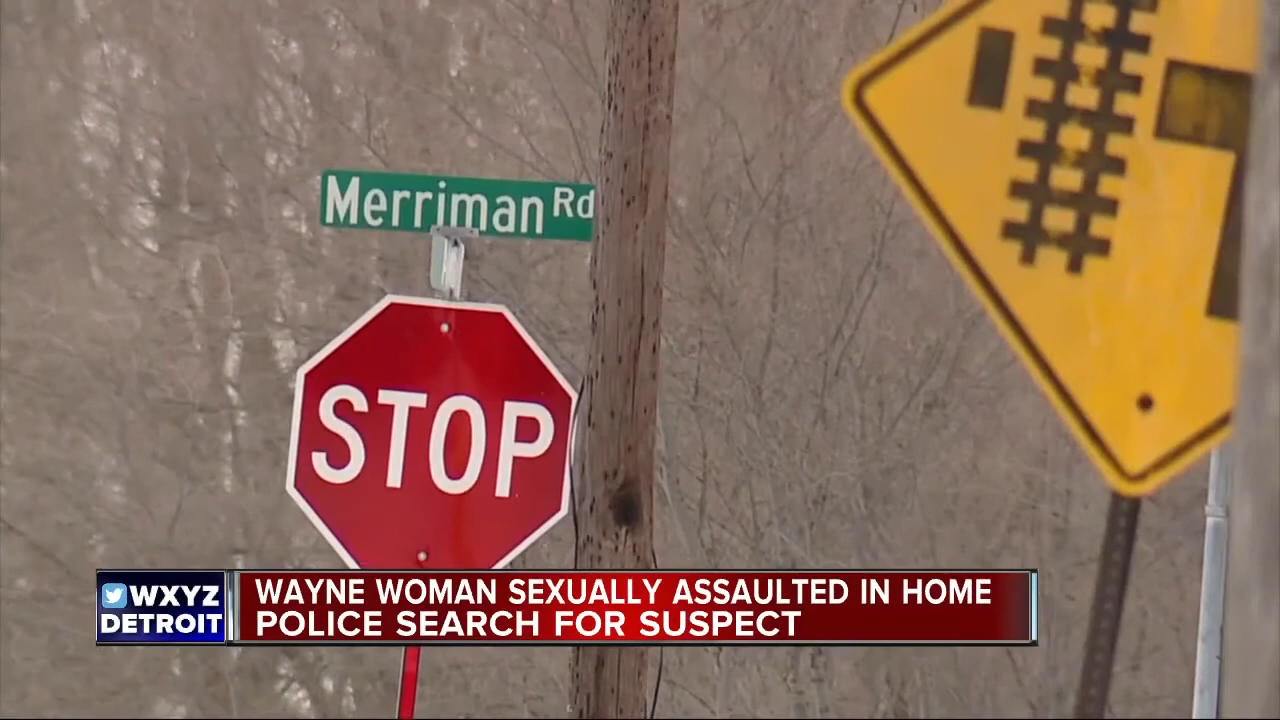 Merriman Rd
STOP
WXYZ
DETROIT
WAYNE WOMAN SEXUALLY ASSAULTED IN HOME
POLICE SEARCH FOR SUSPECT